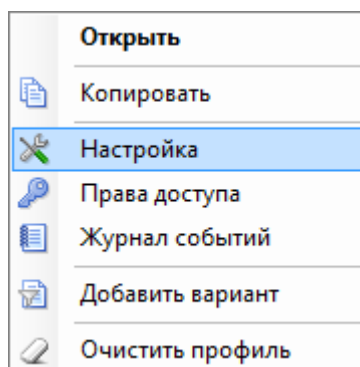 Открыть
Копировать
Настройка
Права доступа
Журнал событий
Добавить вариант
Очистить профиль